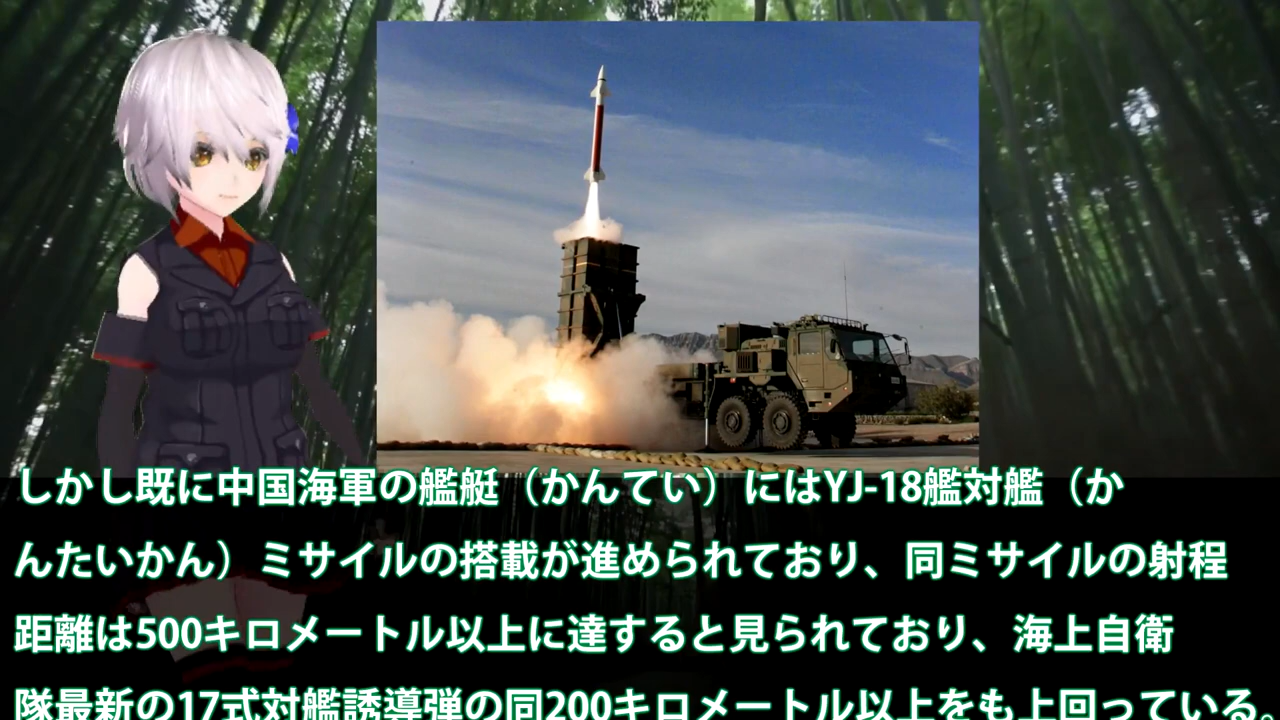 しかし既に中国海軍の艦艇（かんてい）にはYJ-18艦対艦（か
んたいかん）ミサイルの搭載が進められており、同ミサイルの射程
距離は500キロメートル以上に達すると見られており、海上自衛
隊最新の17式対艦誘導弾の同200キロメートル以上をも上回っている。